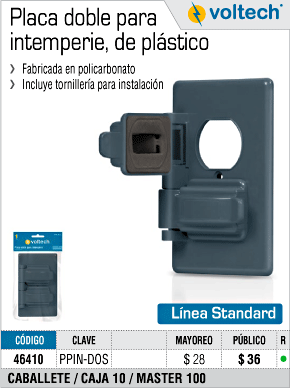 Placa doble para
intemperie, de plástico
voltech®
› Fabricada en policarbonato
› Incluye tornillería para instalación
voltech
Línea Standard
CÓDIGO CLAVE MAYOREO PÚBLICO R
46410 PPIN-DOS $ 28 $ 36
CABALLETE / CAJA 10 / MASTER 100